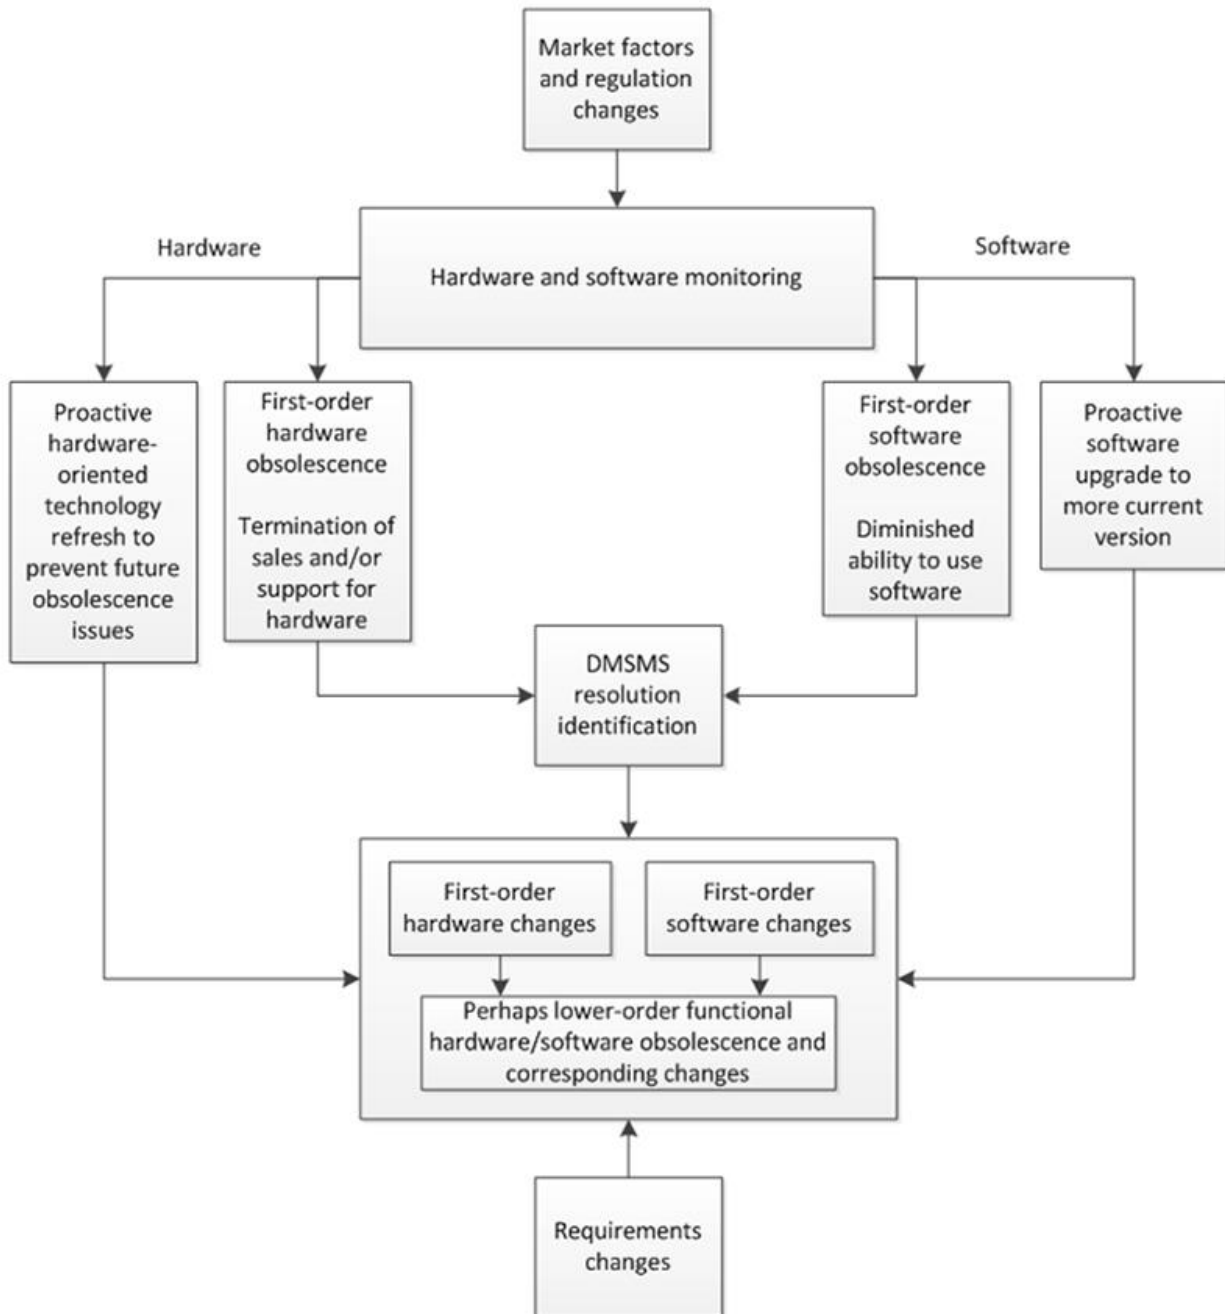 Market factors
and regulation
changes
Hardware
Software
Hardware and software monitoring
Proactive
hardware-
oriented
technology
refresh to
prevent future
obsolescence
issues
First-order
hardware
obsolescence
Termination of
sales and/or
support for
hardware
First-order
software
obsolescence
Diminished
ability to use
software
Proactive
software
upgrade to
more current
version
DMSMS
resolution
identification
First-order
hardware changes
First-order
software changes
Perhaps lower-order functional
hardware/software obsolescence and
corresponding changes
Requirements
changes